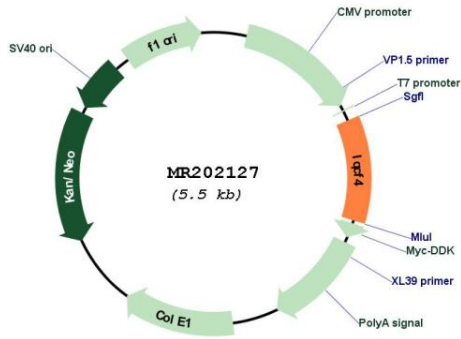 CMV promoter
VP1.5 primer
T7 promoter
SgfI
Iqcf4
MluI
Myc-DDK
XL39 primer
PolyA signal
Col E1
Kan/Neo
SV40 ori
f1 ori
MR202127
(5.5 kb)